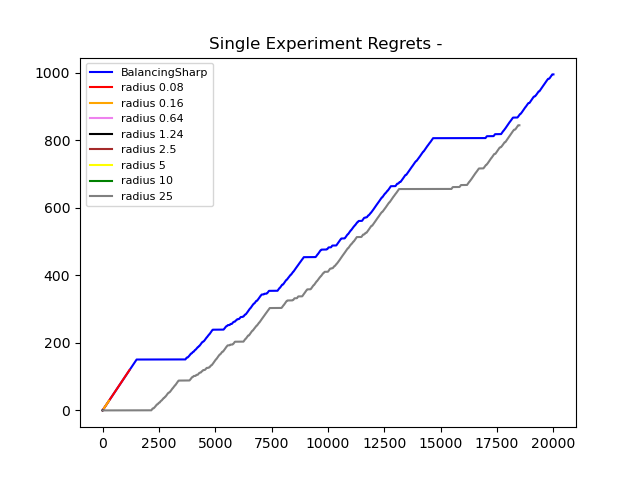 Single Experiment Regrets -
BalancingSharp
radius 0.08
radius 0.16
radius 0.64
radius 1.24
radius 2.5
radius 5
radius 10
radius 25
1000
800
600
400
200
0
0 2500 5000 7500 10000 12500 15000 17500 20000